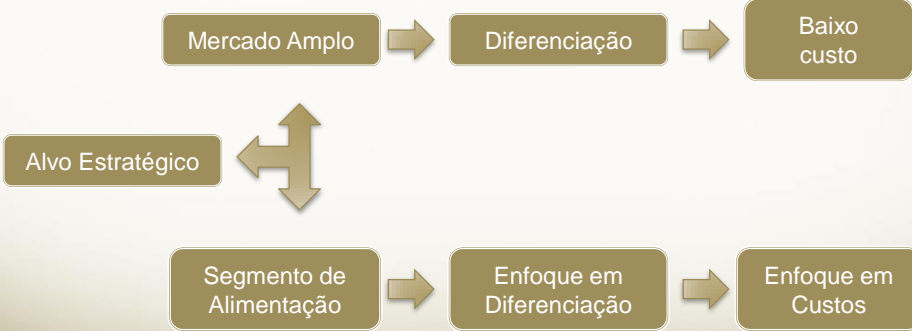 Mercado Amplo
Diferenciação
Baixo
custo
Alvo Estratégico
Segmento de
Alimentação
Enfoque em
Diferenciação
Enfoque em
Custos